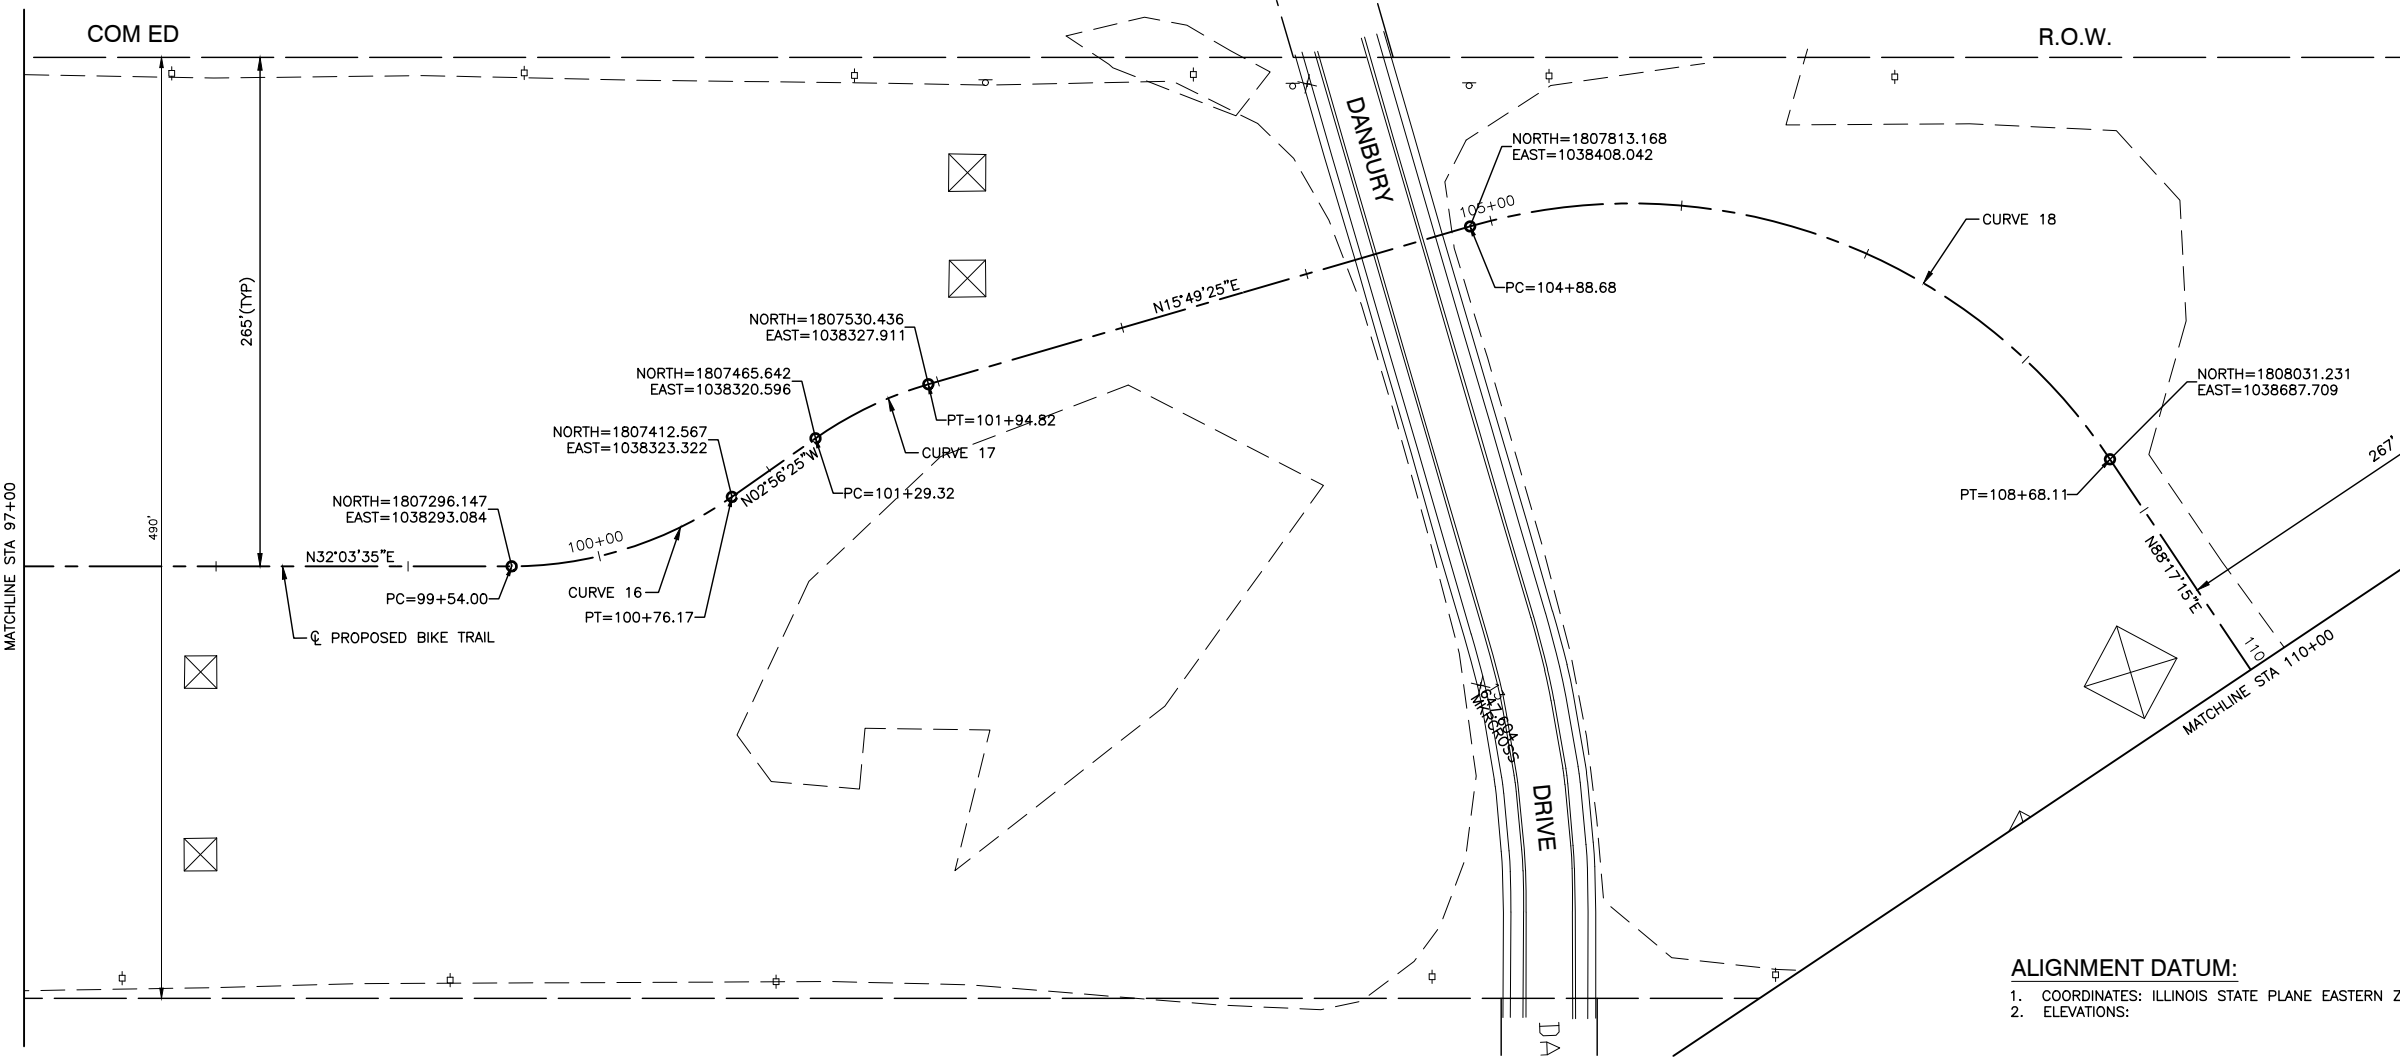 COM ED
R.O.W.
DANBURY
NORTH=1807813.168
EAST=1038408.042
105+00
CURVE 18
PC=104+88.68
265'(TYP)
N15°49'25"E
NORTH=1807530.436
EAST=1038327.911
NORTH=1807465.642
EAST=1038320.596
NORTH=1808031.231
EAST=1038687.709
PT=101+94.82
NORTH=1807412.567
EAST=1038323.322
CURVE 17
267'
N02°56'25"W
PC=101+29.32
PT=108+68.11
NORTH=1807296.147
EAST=1038293.084
MATCHLINE STA 97+00
490'
100+00
N32°03'35"E
N88°17'15"E
PC=99+54.00
CURVE 16
PT=100+76.17
℄ PROPOSED BIKE TRAIL
110
MATCHLINE STA 110+00
MKRCROSS
DRIVE
ALIGNMENT DATUM:
1. COORDINATES: ILLINOIS STATE PLANE EASTERN Z
2. ELEVATIONS:
DA